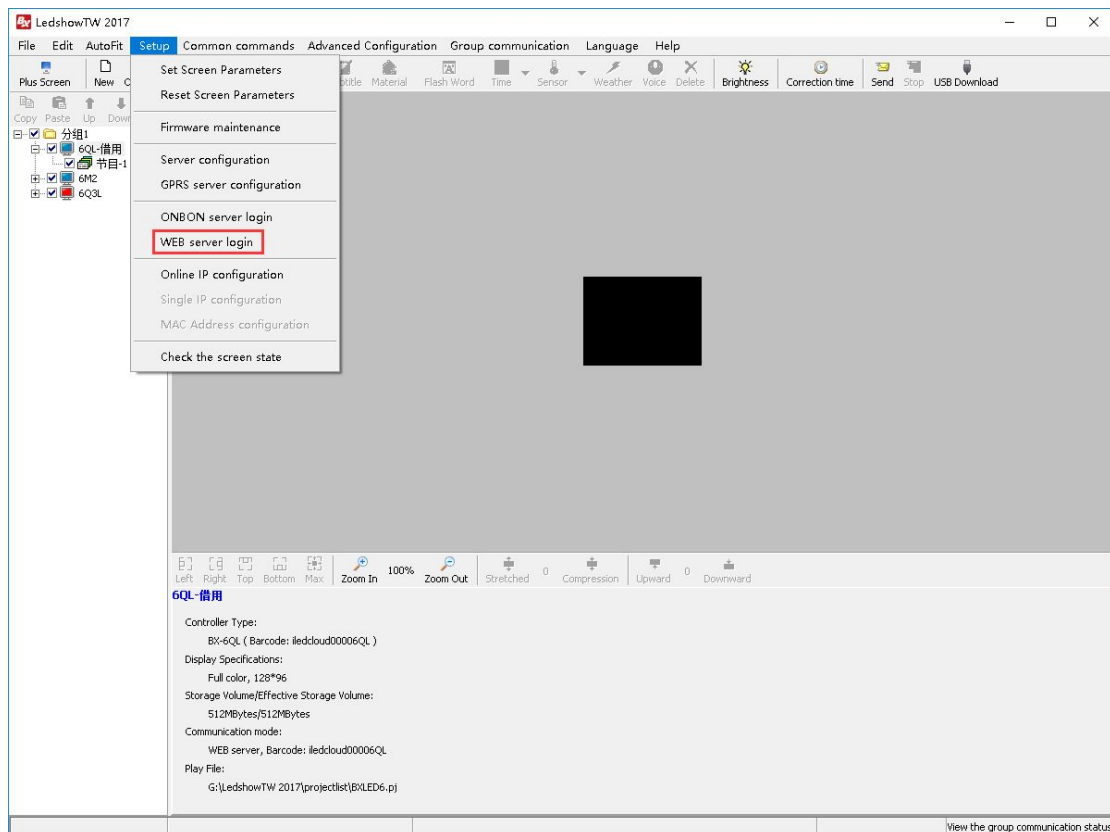 LedshowTW 2017
File Edit AutoFit Setup Common commands Advanced Configuration Group communication Language Help
Plus Screen New Material Flash Word Time Sensor Weather Voice Delete Brightness Correction time Send Stop USB Download
Copy Paste Up
分组1
6QL-借用
节目-1
6M2
6Q3L
Set Screen Parameters
Reset Screen Parameters
Firmware maintenance
Server configuration
GPRS server configuration
ONBON server login
WEB server login
Online IP configuration
Single IP configuration
MAC Address configuration
Check the screen state
Left Right Top Bottom Max Zoom In 100% Zoom Out Stretched 0 Compression Upward 0 Downward
6QL-借用
Controller Type:
BX-6QL ( Barcode: iledcloud00006QL )
Display Specifications:
Full color, 128*96
Storage Volume/Effective Storage Volume:
512MBytes/512MBytes
Communication mode:
WEB server, Barcode: iledcloud00006QL
Play File:
G:\LedshowTW 2017\projectlist\BXLED6.pj
View the group communication status